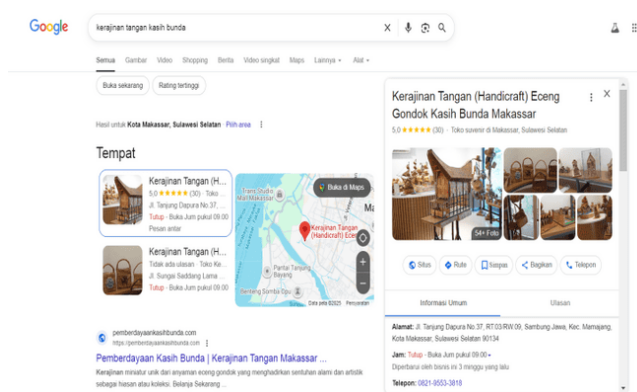 Google
kerajinan tangan kasih bunda
Semua Gambar Video Shopping Berita Video singkat Maps Lainnya Alat
Buka sekarang Rating tertinggi
Hasil untuk Kota Makassar, Sulawesi Selatan Pilih area
Tempat
Kerajinan Tangan (H...
5,0 (30) · Toko ...
Jl. Tanjung Dapura No.37, ...
Tutup · Buka Jum pukul 09.00
Pesan antar
Kerajinan Tangan (H...
Tidak ada ulasan · Toko Ke...
Jl. Sungai Saddang Lama ...
Tutup · Buka Jum pukul 09.00
Trans Studio
Mall Makassar
Buka di Maps
Ma
Kerajinan Tangan
(Handicraft) Ecen
Pantai Tanjung
Bayang
Benteng Somba Opu
Data peta ©2025 Persyaratan
pemberdayaankasihbunda.com
https://pemberdayaankasihbunda.com
Pemberdayaan Kasih Bunda | Kerajinan Tangan Makassar ...
Kerajinan miniatur unik dari anyaman eceng gondok yang menghadirkan sentuhan alami dan artistik
sebagai hiasan atau koleksi. Belanja Sekarang ...
Kerajinan Tangan (Handicraft) Eceng
Gondok Kasih Bunda Makassar
5,0 (30) · Toko suvenir di Makassar, Sulawesi Selatan
54+ Foto
Situs Rute Simpan Bagikan Telepon
Informasi Umum Ulasan
Alamat: Jl. Tanjung Dapura No.37, RT.03/RW.09, Sambung Jawa, Kec. Mamajang,
Kota Makassar, Sulawesi Selatan 90134
Jam: Tutup · Buka Jum pukul 09.00
Diperbarui oleh bisnis ini 3 minggu yang lalu
Telepon: 0821-9553-3818